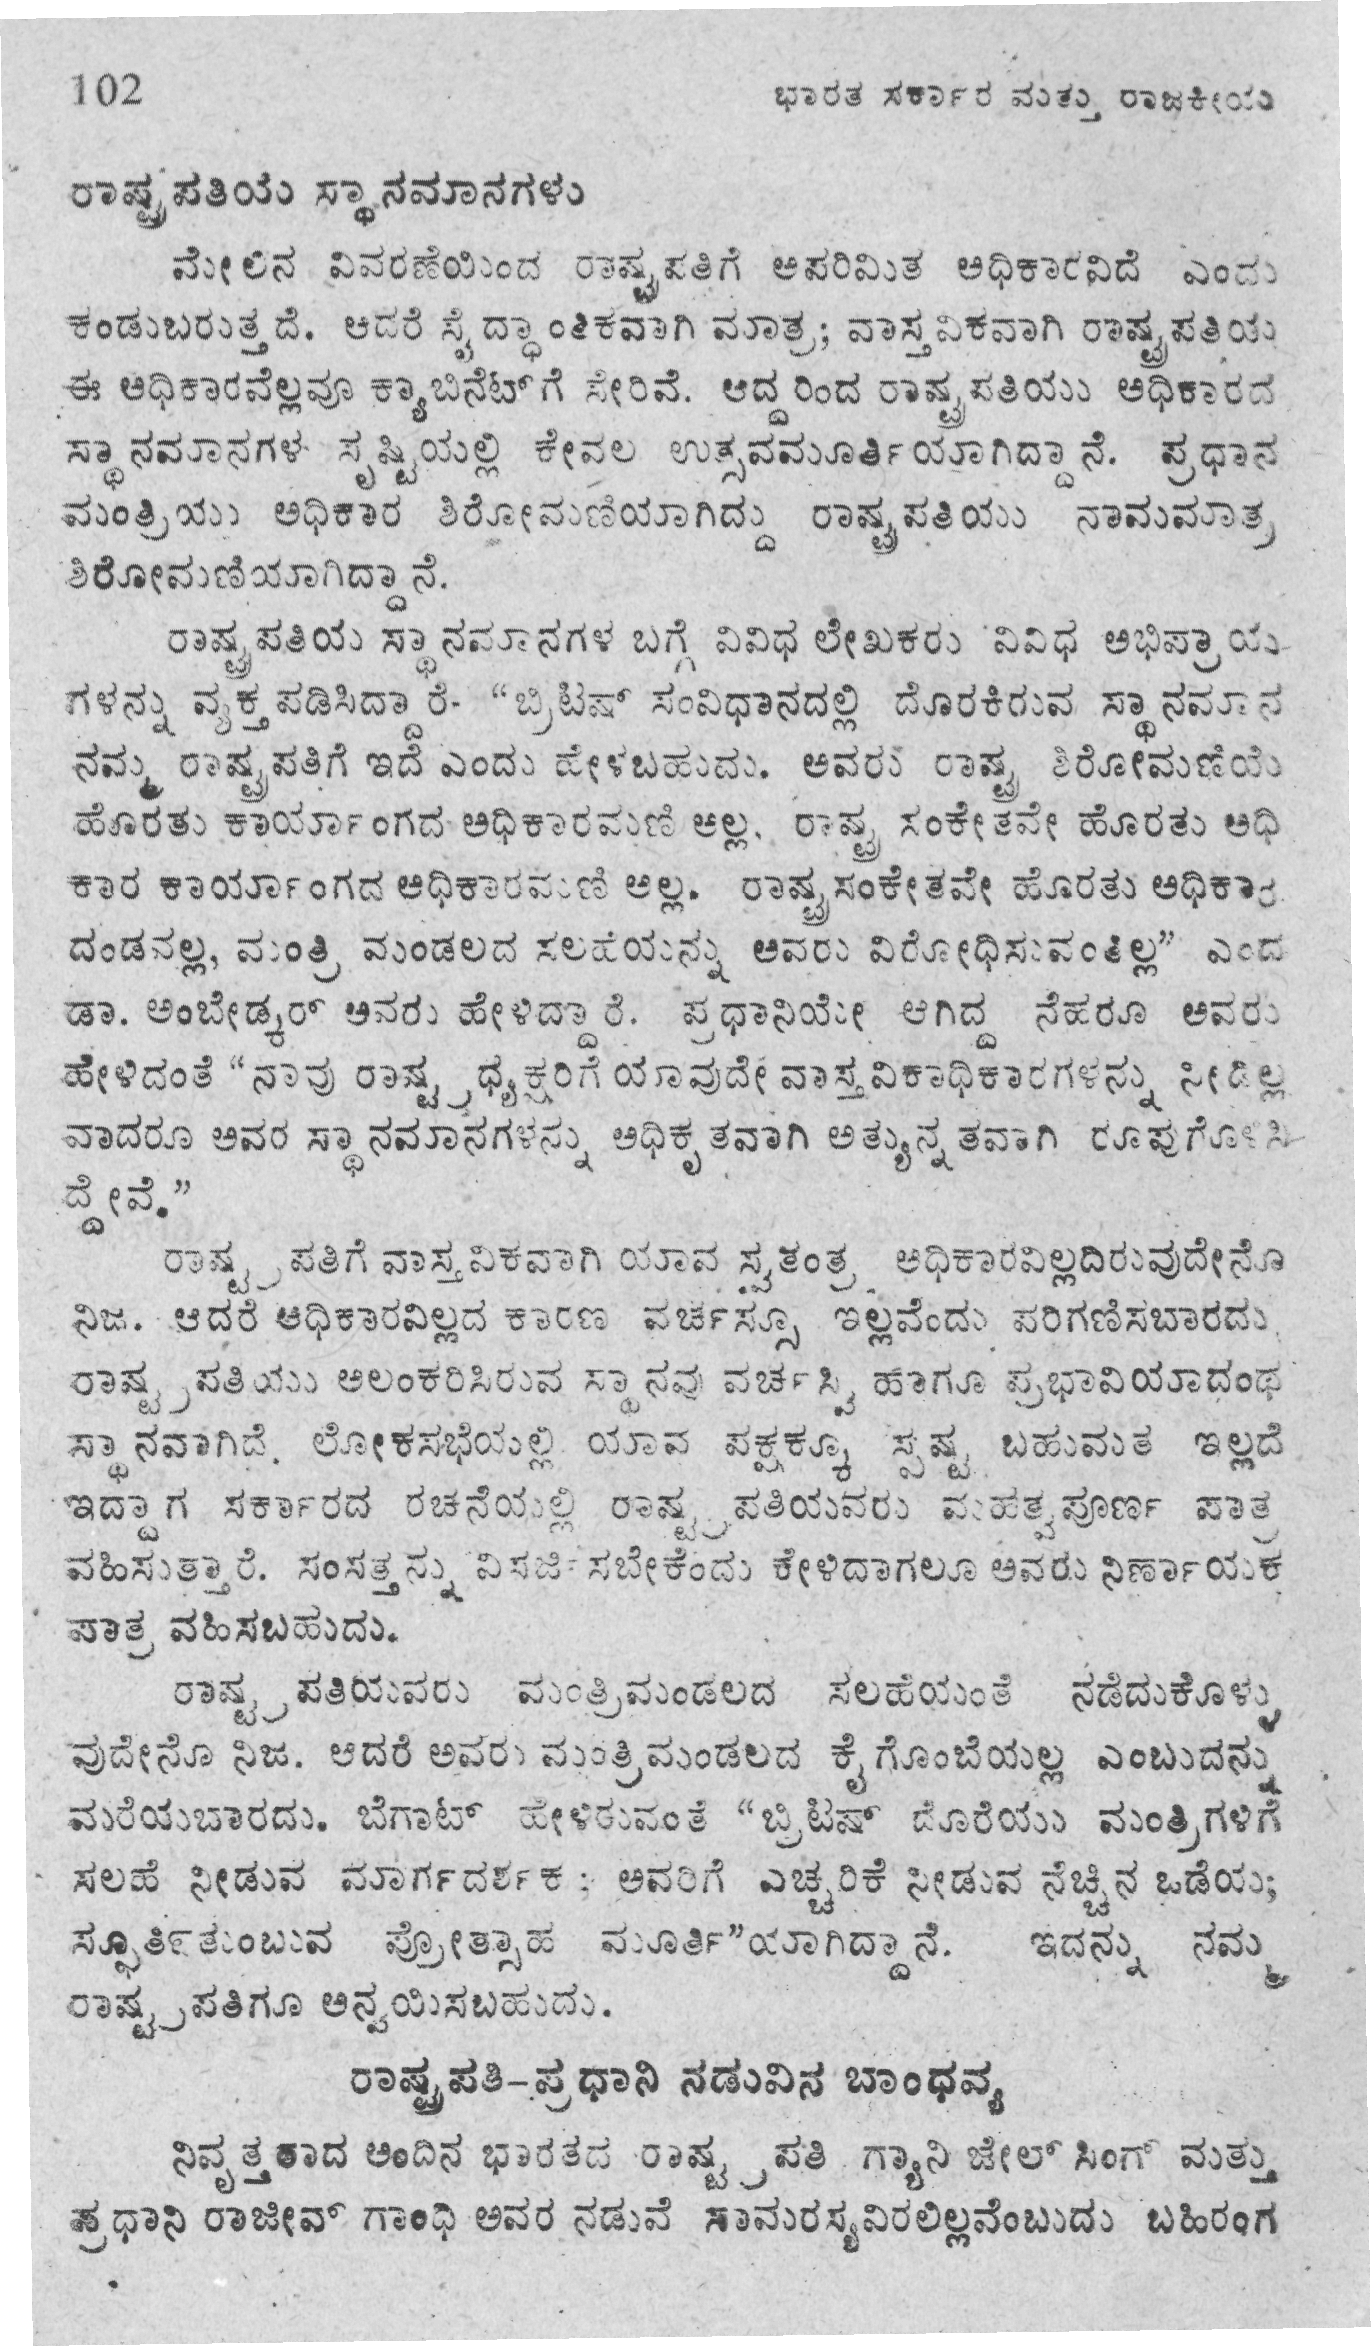 102
ಭಾರತ ಸರ್ಕಾರ ಮತ್ತು ರಾಜಕೀಯ
ರಾಷ್ಟ್ರಪತಿಯ ಸ್ಥಾನಮಾನಗಳು
ಮೇಲಿನ ವಿವರಣೆಯಿಂದ ರಾಷ್ಟ್ರಪತಿಗೆ ಅಪರಿಮಿತ ಅಧಿಕಾರವಿದೆ ಎಂದು
ಕಂಡುಬರುತ್ತದೆ. ಆದರೆ ಸೈದ್ಧಾಂತಿಕವಾಗಿ ಮಾತ್ರ; ವಾಸ್ತವಿಕವಾಗಿ ರಾಷ್ಟ್ರಪತಿಯ
ಈ ಅಧಿಕಾರವೆಲ್ಲವೂ ಕ್ಯಾಬಿನೆಟ್‌ಗೆ ಸೇರಿವೆ. ಆದ್ದರಿಂದ ರಾಷ್ಟ್ರಪತಿಯು ಅಧಿಕಾರದ
ಸ್ಥಾನಮಾನಗಳ ಸೃಷ್ಟಿಯಲ್ಲಿ ಕೇವಲ ಉತ್ಸವಮೂರ್ತಿಯಾಗಿದ್ದಾನೆ. ಪ್ರಧಾನ
ಮಂತ್ರಿಯು ಅಧಿಕಾರ ಶಿರೋಮಣಿಯಾಗಿದ್ದು ರಾಷ್ಟ್ರಪತಿಯು ನಾಮಮಾತ್ರ
ಶಿರೋಮಣಿಯಾಗಿದ್ದಾನೆ.
ರಾಷ್ಟ್ರಪತಿಯ ಸ್ಥಾನಮಾನಗಳ ಬಗ್ಗೆ ವಿವಿಧ ಲೇಖಕರು ವಿವಿಧ ಅಭಿಪ್ರಾಯ-
ಗಳನ್ನು ವ್ಯಕ್ತಪಡಿಸಿದ್ದಾರೆ- “ಬ್ರಿಟಿಷ್ ಸಂವಿಧಾನದಲ್ಲಿ ದೊರಕಿರುವ ಸ್ಥಾನಮಾನ
ನಮ್ಮ ರಾಷ್ಟ್ರಪತಿಗೆ ಇದೆ ಎಂದು ಹೇಳಬಹುದು. ಅವರು ರಾಷ್ಟ್ರ ಶಿರೋಮಣಿಯೆ
ಹೊರತು ಕಾರ್ಯಾಂಗದ ಅಧಿಕಾರಮಣಿ ಅಲ್ಲ. ರಾಷ್ಟ್ರ ಸಂಕೇತವೇ ಹೊರತು ಅಧಿ
ಕಾರ ಕಾರ್ಯಾಂಗದ ಅಧಿಕಾರಮಣಿ ಅಲ್ಲ. ರಾಷ್ಟ್ರಸಂಕೇತವೇ ಹೊರತು ಅಧಿಕಾರ
ದಂಡವಲ್ಲ, ಮಂತ್ರಿ ಮಂಡಲದ ಸಲಹೆಯನ್ನು ಅವರು ವಿರೋಧಿಸುವಂತಿಲ್ಲ” ಎಂದ
ಡಾ. ಅಂಬೇಡ್ಕರ್ ಅವರು ಹೇಳಿದ್ದಾರೆ. ಪ್ರಧಾನಿಯೇ ಆಗಿದ್ದ ನೆಹರೂ ಅವರು
ಹೇಳಿದಂತೆ “ನಾವು ರಾಷ್ಟ್ರಧ್ಯಕ್ಷರಿಗೆ ಯಾವುದೇ ವಾಸ್ತವಿಕಾಧಿಕಾರಗಳನ್ನು ನೀಡಿಲ್ಲ
ವಾದರೂ ಅವರ ಸ್ಥಾನಮಾನಗಳನ್ನು ಅಧಿಕೃತವಾಗಿ ಅತ್ಯುನ್ನತವಾಗಿ ರೂಪುಗೊಳಿಸಿ-
ದ್ದೇವೆ.”
ರಾಷ್ಟ್ರಪತಿಗೆ ವಾಸ್ತವಿಕವಾಗಿ ಯಾವ ಸ್ವತಂತ್ರ ಅಧಿಕಾರವಿಲ್ಲದಿರುವುದೇನೊ
ನಿಜ. ಆದರೆ ಅಧಿಕಾರವಿಲ್ಲದ ಕಾರಣ ವರ್ಚಸ್ಸೂ ಇಲ್ಲವೆಂದು ಪರಿಗಣಿಸಬಾರದು.
ರಾಷ್ಟ್ರಪತಿಯು ಅಲಂಕರಿಸಿರುವ ಸ್ಥಾನವು ವರ್ಚಸ್ವಿ ಹಾಗೂ ಪ್ರಭಾವಿಯಾದಂಥ
ಸ್ಥಾನವಾಗಿದೆ. ಲೋಕಸಭೆಯಲ್ಲಿ ಯಾವ ಪಕ್ಷಕ್ಕೂ ಸ್ಪಷ್ಟ ಬಹುಮತ ಇಲ್ಲದೆ
ಇದ್ದಾಗ ಸರ್ಕಾರದ ರಚನೆಯಲ್ಲಿ ರಾಷ್ಟ್ರಪತಿಯವರು ಮಹತ್ವಪೂರ್ಣ ಪಾತ್ರ
ವಹಿಸುತ್ತಾರೆ. ಸಂಸತ್ತನ್ನು ವಿಸರ್ಜಿಸಬೇಕೆಂದು ಕೇಳಿದಾಗಲೂ ಅವರು ನಿರ್ಣಾಯಕ
ಪಾತ್ರ ವಹಿಸಬಹುದು.
ರಾಷ್ಟ್ರಪತಿಯವರು ಮಂತ್ರಿಮಂಡಲದ ಸಲಹೆಯಂತೆ ನಡೆದುಕೊಳ್ಳು
ವುದೇನೊ ನಿಜ. ಆದರೆ ಅವರು ಮಂತ್ರಿಮಂಡಲದ ಕೈಗೊಂಬೆಯಲ್ಲ ಎಂಬುದನ್ನು
ಮರೆಯಬಾರದು. ಬೆಗಾಟ್ ಹೇಳಿರುವಂತೆ “ಬ್ರಿಟಿಷ್ ದೊರೆಯು ಮಂತ್ರಿಗಳಿಗೆ
ಸಲಹೆ ನೀಡುವ ಮಾರ್ಗದರ್ಶಕ; ಅವರಿಗೆ ಎಚ್ಚರಿಕೆ ನೀಡುವ ನೆಚ್ಚಿನ ಒಡೆಯ;
ಸ್ಫೂರ್ತಿತುಂಬುವ ಪ್ರೋತ್ಸಾಹ ಮೂರ್ತಿ”ಯಾಗಿದ್ದಾನೆ. ಇದನ್ನು ನಮ್ಮ
ರಾಷ್ಟ್ರಪತಿಗೂ ಅನ್ವಯಿಸಬಹುದು.
ರಾಷ್ಟ್ರಪತಿ–ಪ್ರಧಾನಿ ನಡುವಿನ ಬಾಂಧವ್ಯ
ನಿವೃತ್ತರಾದ ಅಂದಿನ ಭಾರತದ ರಾಷ್ಟ್ರಪತಿ ಗ್ಯಾನಿ ಜೇಲ್ ಸಿಂಗ್ ಮತ್ತು
ಪ್ರಧಾನಿ ರಾಜೀವ್ ಗಾಂಧಿ ಅವರ ನಡುವೆ ಸಾಮರಸ್ಯವಿರಲಿಲ್ಲವೆಂಬುದು ಬಹಿರಂಗ